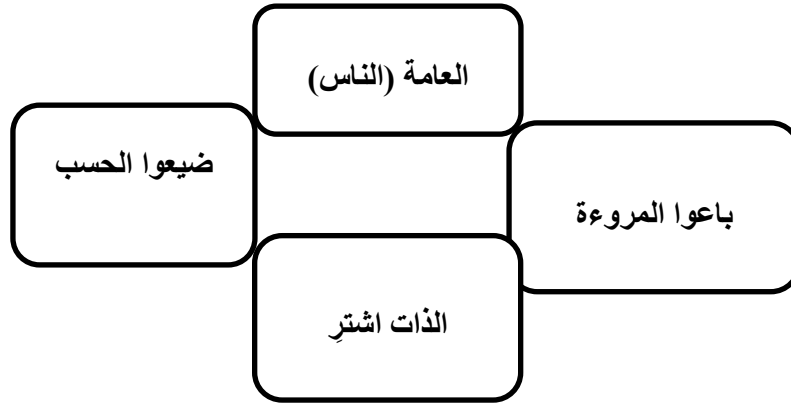 العامة (الناس)
ضيعوا الحسب
باعوا المروءة
الذات اشترِ